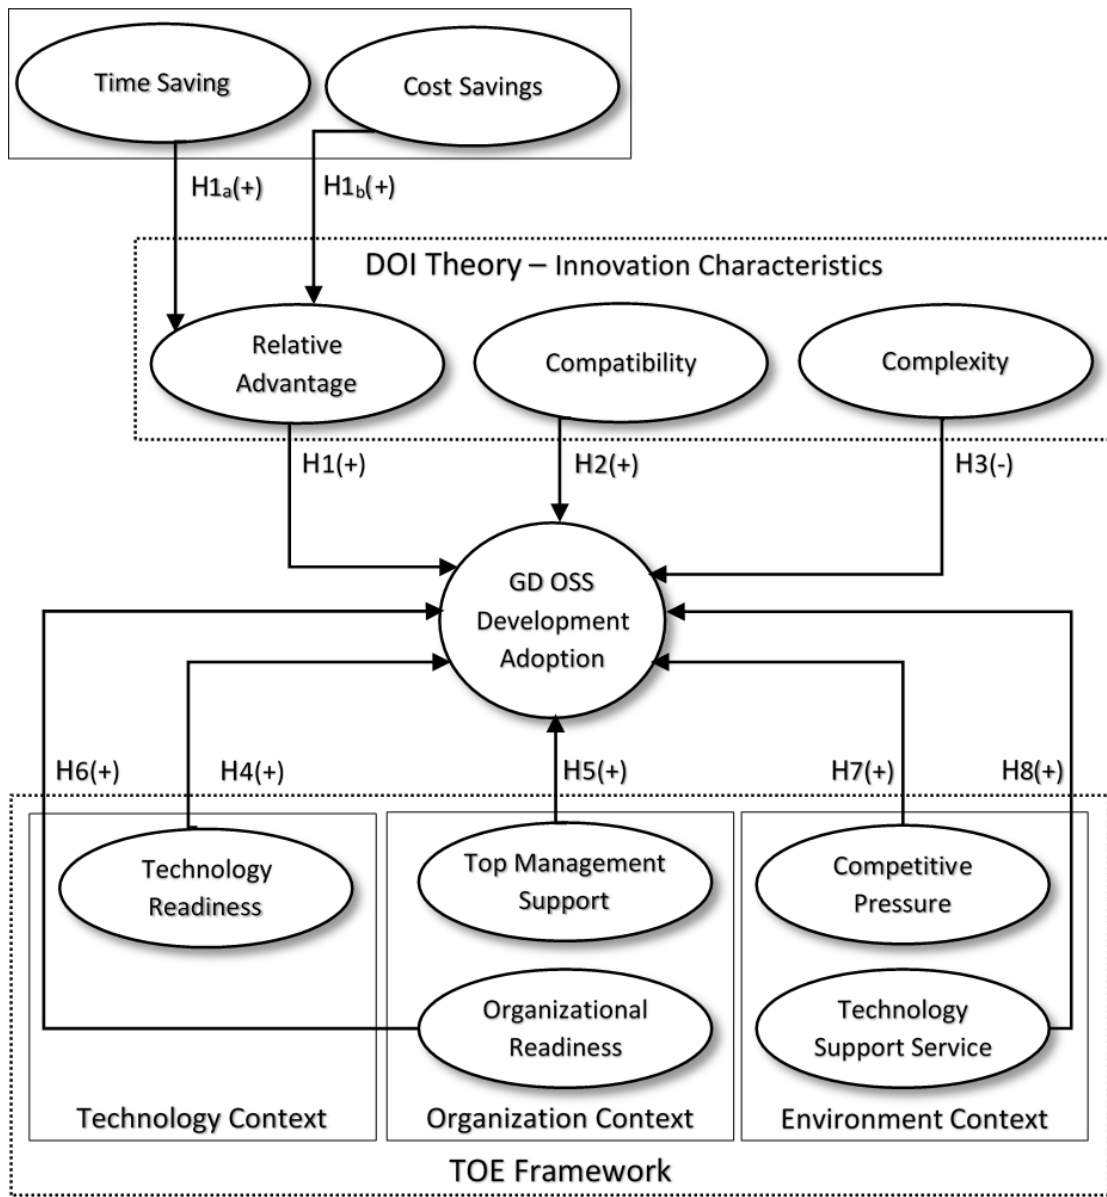 Time Saving
Cost Savings
H1a(+)
H1b(+)
DOI Theory – Innovation Characteristics
Relative
Advantage
Compatibility
Complexity
H1(+)
H2(+)
H3(-)
GD OSS
Development
Adoption
H6(+)
H4(+)
H5(+)
H7(+)
H8(+)
Technology
Readiness
Top Management
Support
Competitive
Pressure
Organizational
Readiness
Technology
Support Service
Technology Context
Organization Context
Environment Context
TOE Framework